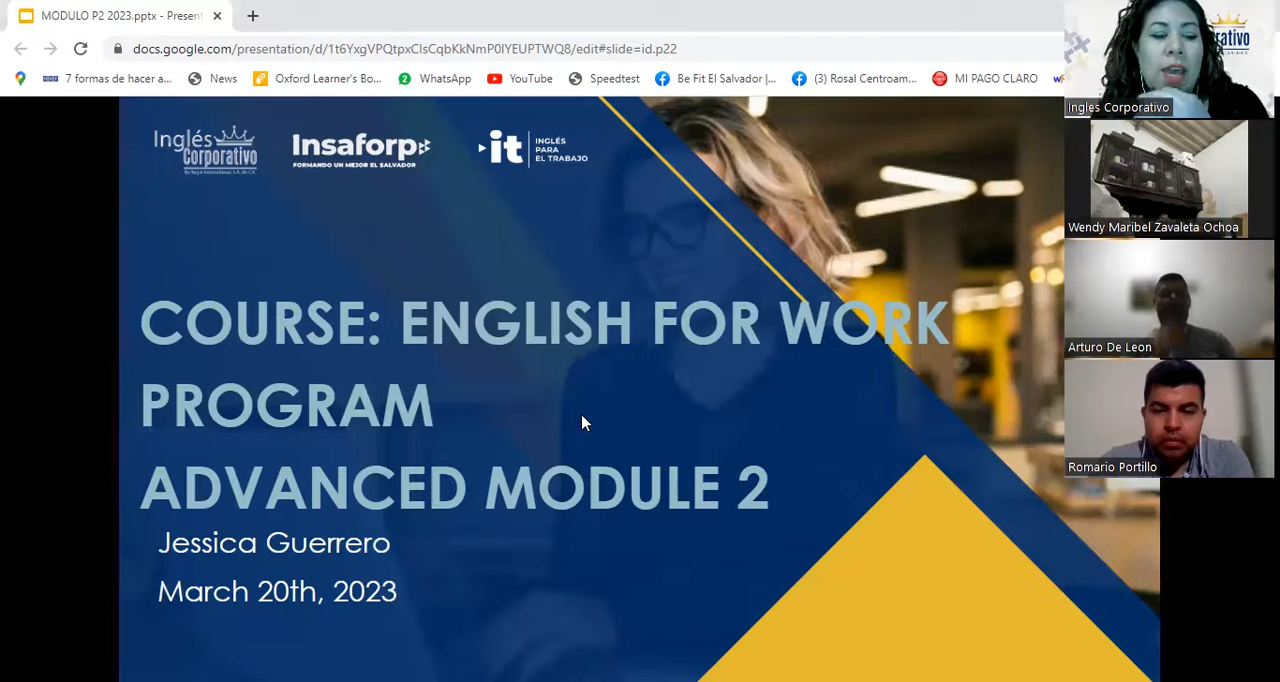 MODULO P2 2023.pptx - Present
docs.google.com/presentation/d/1t6YxgVPQtpxClsCqbKkNmP0lYEUPTWQ8/edit#slide=id.p22
7 formas de hacer a...
News
Oxford Learner's Bo...
WhatsApp
YouTube
Speedtest
Be Fit El Salvador |...
(3) Rosal Centroam...
MI PAGO CLARO
Inglés
Corporativo
Insaforp
FORMANDO UN MEJOR EL SALVADOR
it
INGLÉS
PARA
EL TRABAJO
COURSE: ENGLISH FOR WORK
PROGRAM
ADVANCED MODULE 2
Jessica Guerrero
March 20th, 2023
Ingles Corporativo
Wendy Maribel Zavaleta Ochoa
Arturo De Leon
Romario Portillo